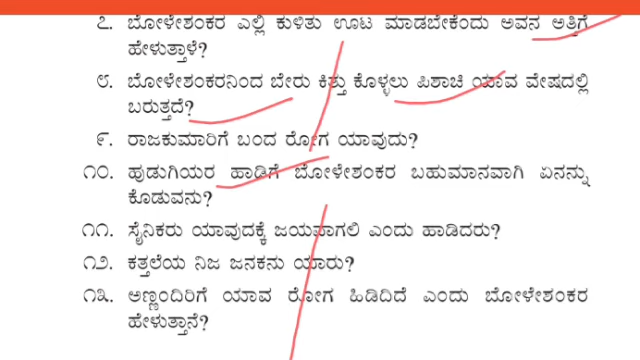 ೭. ಬೋಳೇಶಂಕರ ಎಲ್ಲಿ ಕುಳಿತು ಊಟ ಮಾಡಬೇಕೆಂದು ಅವನ ಅತ್ತಿಗೆ
ಹೇಳುತ್ತಾಳೆ?
೮. ಬೋಳೇಶಂಕರನಿಂದ ಬೇರು ಕಿತ್ತು ಕೊಳ್ಳಲು ಪಿಶಾಚಿ ಯಾವ ವೇಷದಲ್ಲಿ
ಬರುತ್ತದೆ?
೯. ರಾಜಕುಮಾರಿಗೆ ಬಂದ ರೋಗ ಯಾವುದು?
೧೦. ಹುಡುಗಿಯರ ಹಾಡಿಗೆ ಬೋಳೇಶಂಕರ ಬಹುಮಾನವಾಗಿ ಏನನ್ನು
ಕೊಡುವನು?
೧೧. ಸೈನಿಕರು ಯಾವುದಕ್ಕೆ ಜಯವಾಗಲಿ ಎಂದು ಹಾಡಿದರು?
೧೨. ಕತ್ತಲೆಯ ನಿಜ ಜನಕನು ಯಾರು?
೧೩. ಅಣ್ಣಂದಿರಿಗೆ ಯಾವ ರೋಗ ಹಿಡಿದಿದೆ ಎಂದು ಬೋಳೇಶಂಕರ
ಹೇಳುತ್ತಾನೆ?